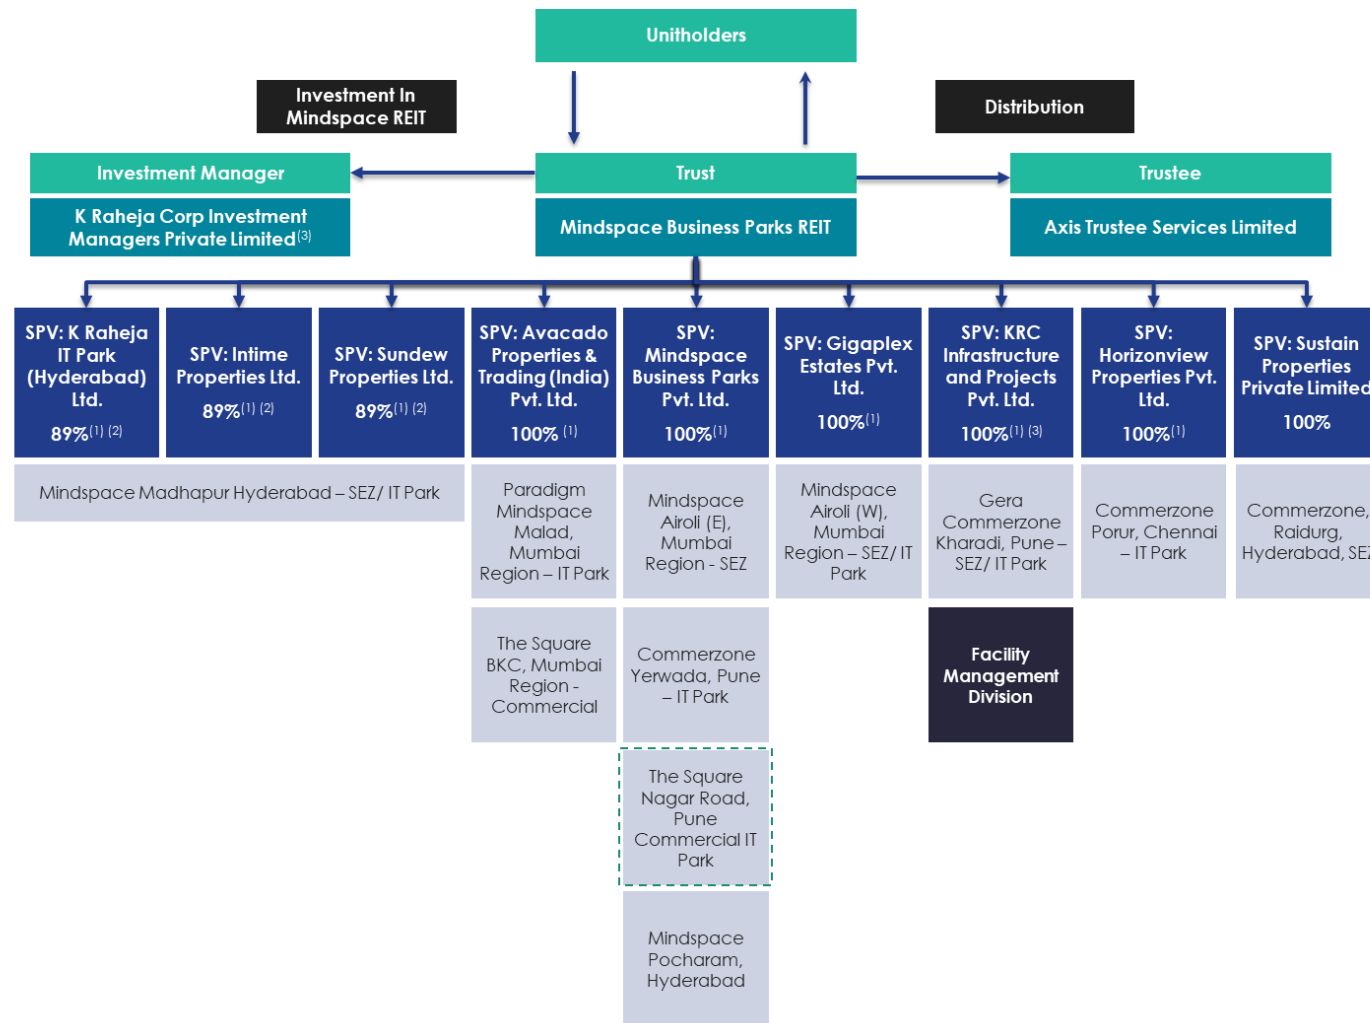 Unitholders
Investment In
Mindspace REIT
Distribution
Investment Manager
Trust
Trustee
K Raheja Corp Investment
Managers Private Limited(3)
Mindspace Business Parks REIT
Axis Trustee Services Limited
SPV: K Raheja
IT Park
(Hyderabad)
Ltd.
89%(1) (2)
SPV: Intime
Properties Ltd.
89%(1) (2)
SPV: Sundew
Properties Ltd.
89%(1) (2)
SPV: Avacado
Properties &
Trading (India)
Pvt. Ltd.
100% (1)
SPV:
Mindspace
Business Parks
Pvt. Ltd.
100%(1)
SPV: Gigaplex
Estates Pvt.
Ltd.
100%(1)
SPV: KRC
Infrastructure
and Projects
Pvt. Ltd.
100%(1) (3)
SPV:
Horizonview
Properties Pvt.
Ltd.
100%(1)
SPV: Sustain
Properties
Private Limited
100%
Mindspace Madhapur Hyderabad – SEZ/ IT Park
Paradigm
Mindspace
Malad,
Mumbai
Region – IT Park
Mindspace
Airoli (E),
Mumbai
Region - SEZ
Mindspace
Airoli (W),
Mumbai
Region – SEZ/ IT
Park
Gera
Commerzone
Kharadi, Pune –
SEZ/ IT Park
Commerzone
Porur, Chennai
– IT Park
Commerzone,
Raidurg,
Hyderabad, SEZ
The Square
BKC, Mumbai
Region -
Commercial
Commerzone
Yerwada, Pune
– IT Park
Facility
Management
Division
The Square
Nagar Road,
Pune
Commercial IT
Park
Mindspace
Pocharam,
Hyderabad